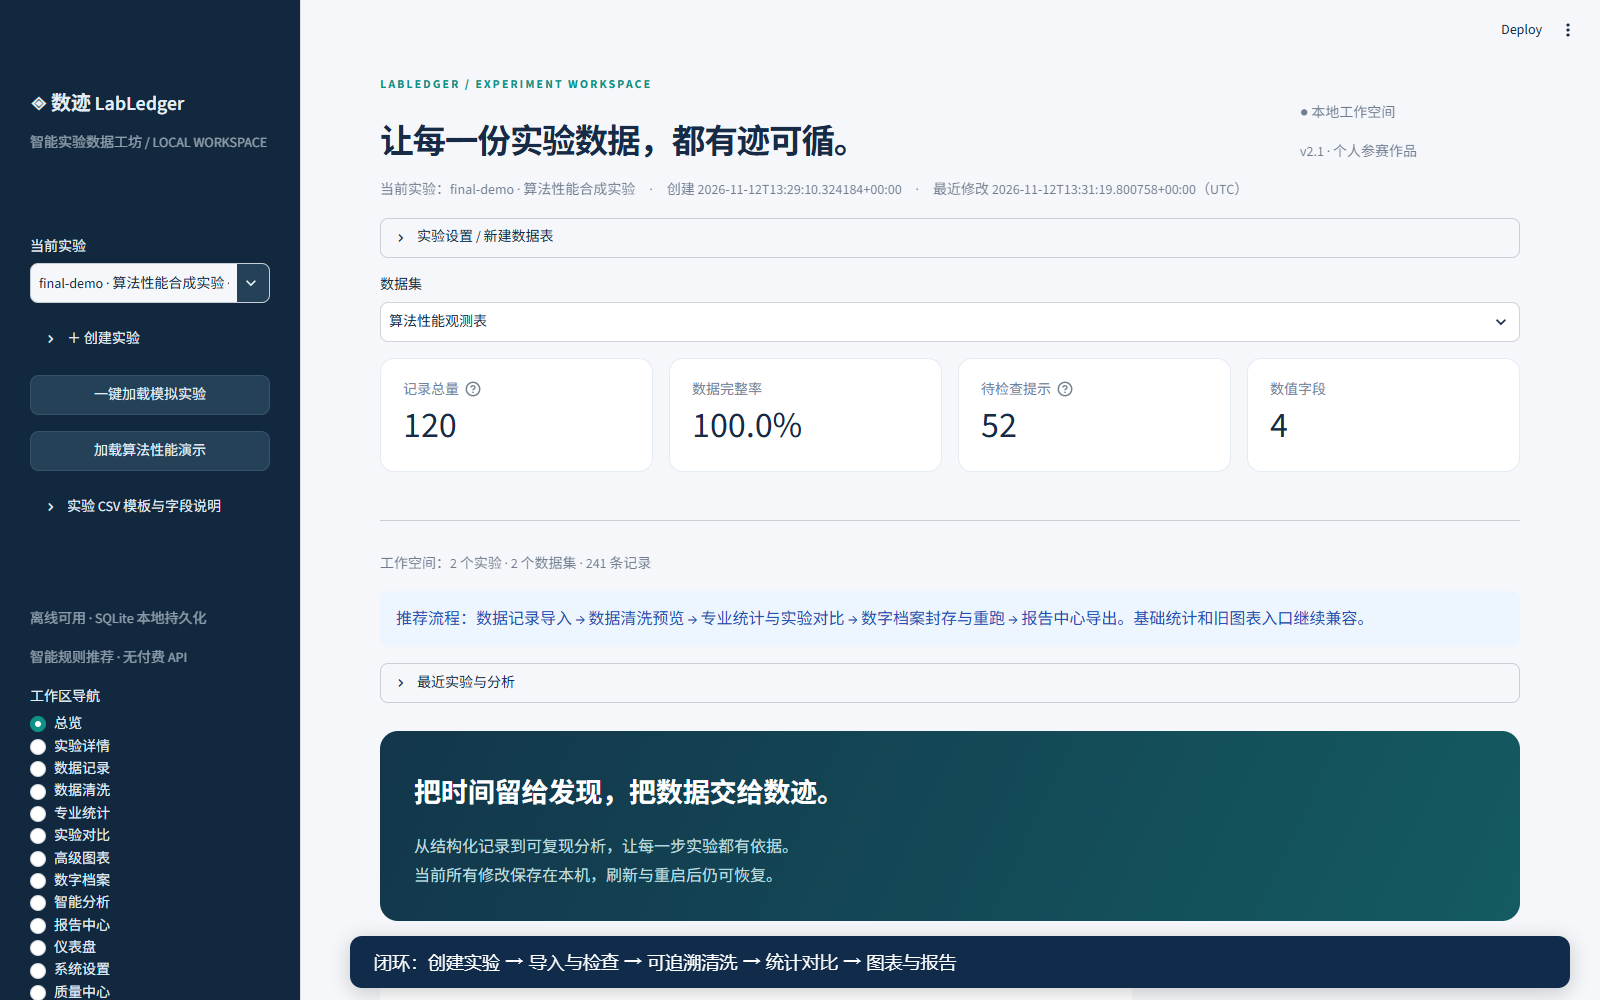 Deploy
数迹 LabLedger
智能实验数据工坊 / LOCAL WORKSPACE
当前实验
final-demo · 算法性能合成实验 ·
创建实验
一键加载模拟实验
加载算法性能演示
实验 CSV 模板与字段说明
离线可用 · SQLite 本地持久化
智能规则推荐 · 无付费 API
工作区导航
总览
实验详情
数据记录
数据清洗
专业统计
实验对比
高级图表
数字档案
智能分析
报告中心
仪表盘
系统设置
质量中心
LABLEDGER / EXPERIMENT WORKSPACE
让每一份实验数据，都有迹可循。
● 本地工作空间
v2.1 · 个人参赛作品
当前实验：final-demo · 算法性能合成实验 · 创建 2026-11-12T13:29:10.324184+00:00 · 最近修改 2026-11-12T13:31:19.800758+00:00（UTC）
实验设置 / 新建数据表
数据集
算法性能观测表
记录总量
120
数据完整率
100.0%
待检查提示
52
数值字段
4
工作空间：2 个实验 · 2 个数据集 · 241 条记录
推荐流程：数据记录导入 → 数据清洗预览 → 专业统计与实验对比 → 数字档案封存与重跑 → 报告中心导出。基础统计和旧图表入口继续兼容。
最近实验与分析
把时间留给发现，把数据交给数迹。
从结构化记录到可复现分析，让每一步实验都有依据。
当前所有修改保存在本机，刷新与重启后仍可恢复。
闭环：创建实验 → 导入与检查 → 可追溯清洗 → 统计对比 → 图表与报告